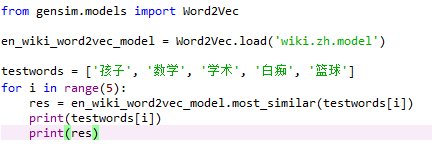 from gensim.models import Word2Vec
en_wiki_word2vec_model = Word2Vec.load('wiki.zh.model')
testwords = ['孩子', '数学', '学术', '白痴', '篮球']
for i in range(5):
    res = en_wiki_word2vec_model.most_similar(testwords[i])
    print(testwords[i])
    print(res)